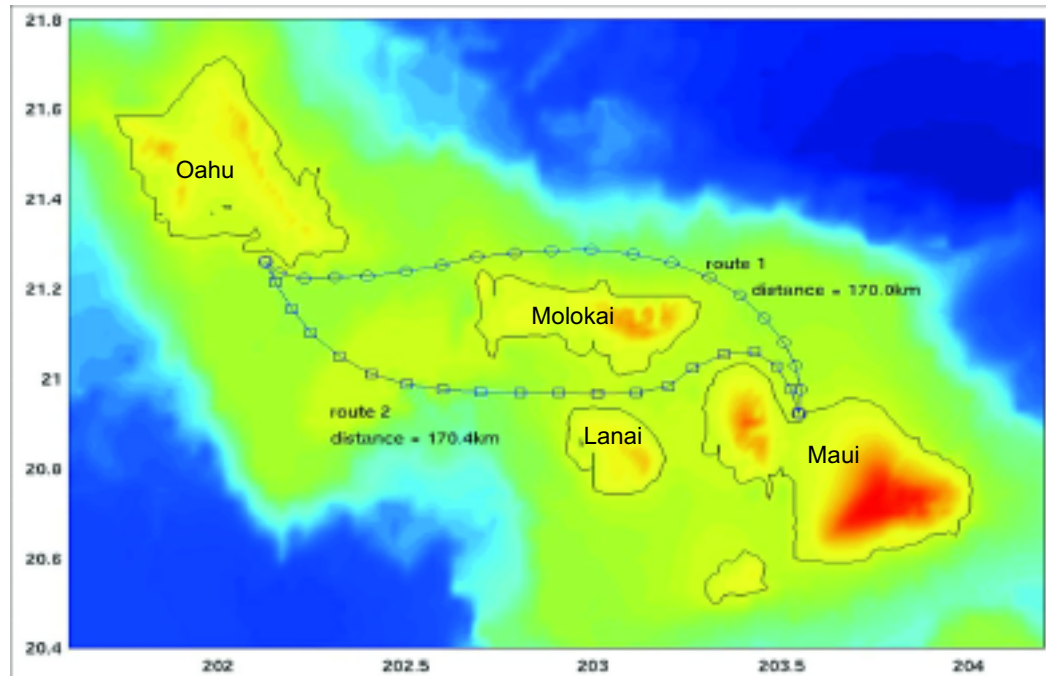 21.8
21.6
Oahu
21.4
route 1
21.2
distance = 170.0km
Molokai
21
route 2
Lanai
distance = 170.4km
Maui
20.8
20.6
20.4
202
202.5
203
203.5
204